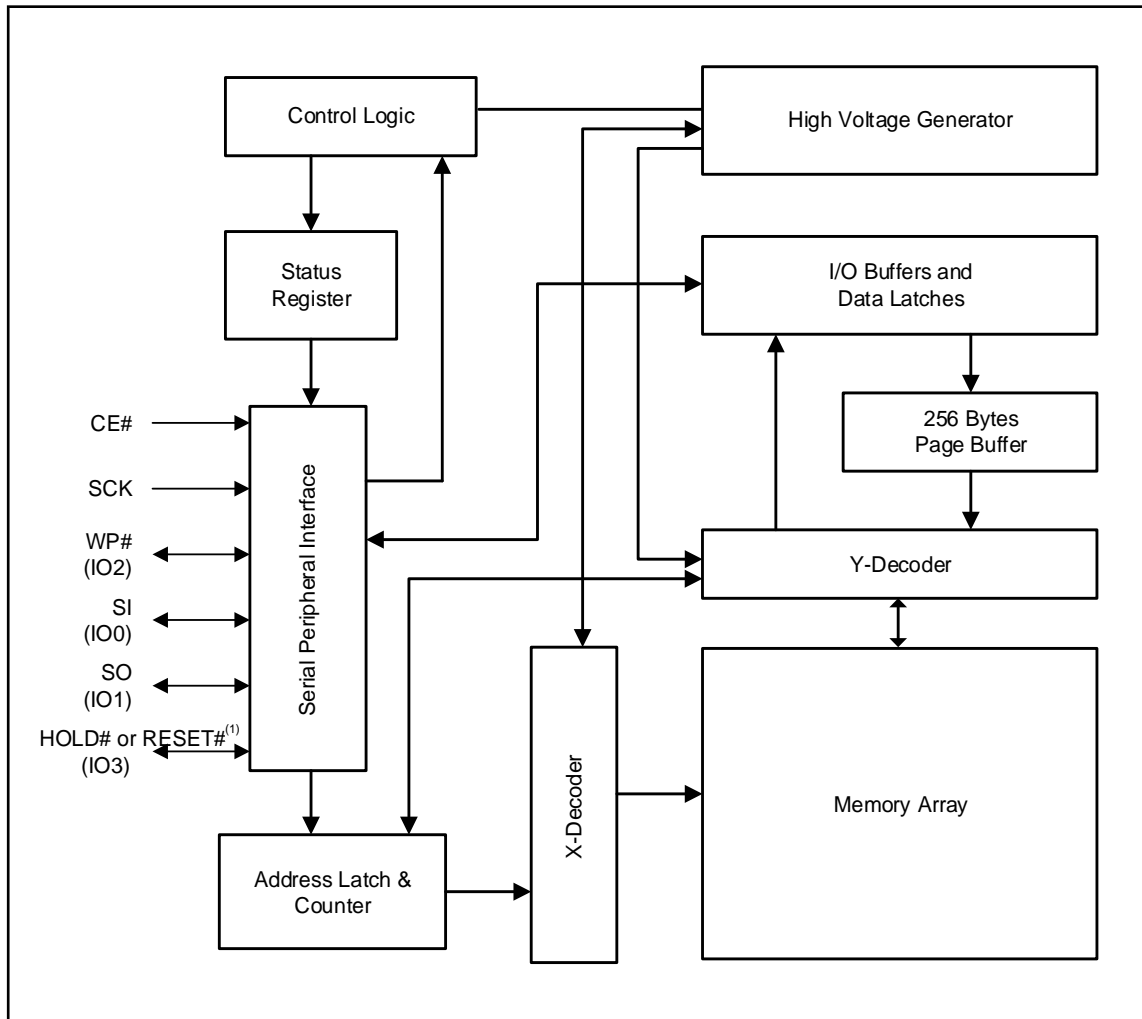 Control Logic
High Voltage Generator
Status
Register
I/O Buffers and
Data Latches
256 Bytes
Page Buffer
CE#
SCK
WP#
(IO2)
SI
(IO0)
SO
(IO1)
HOLD# or RESET#(1)
(IO3)
Serial Peripheral Interface
Y-Decoder
X-Decoder
Memory Array
Address Latch &
Counter